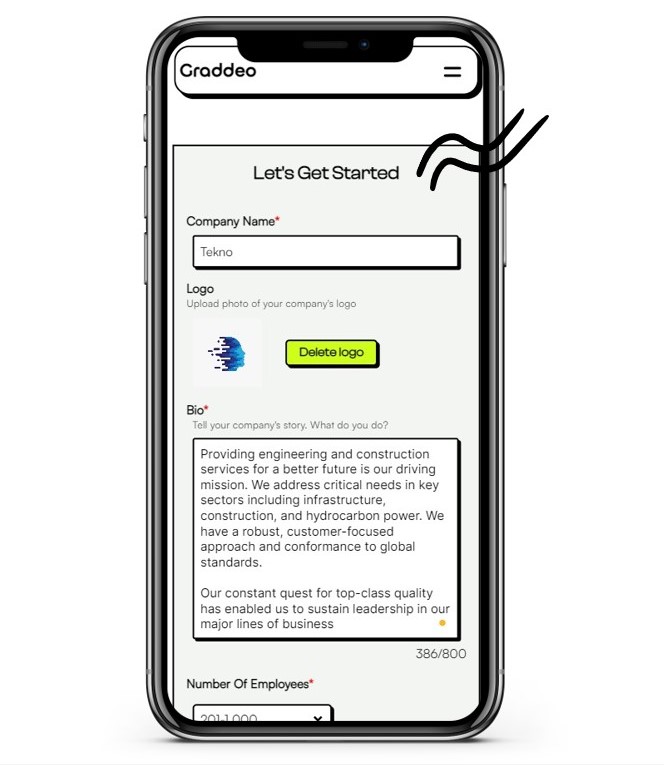 Graddeo
Let's Get Started
Company Name*
Tekno
Logo
Upload photo of your company's logo
Delete logo
Bio*
Tell your company's story. What do you do?
Providing engineering and construction
services for a better future is our driving
mission. We address critical needs in key
sectors including infrastructure,
construction, and hydrocarbon power. We
have a robust, customer-focused
approach and conformance to global
standards.
Our constant quest for top-class quality
has enabled us to sustain leadership in our
major lines of business
386/800
Number Of Employees*
201-1,000